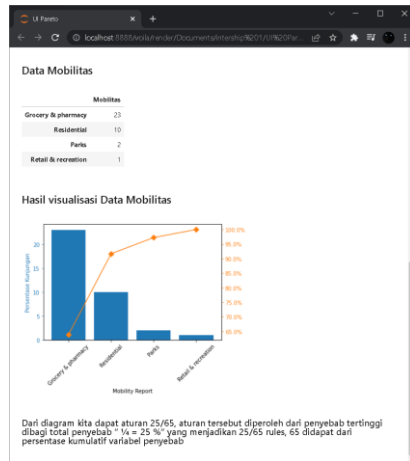 UI Pareto
localhost:8888/voila/render/Documents/Intership%201/UI%20Par...
Data Mobilitas
Mobilitas
Grocery & pharmacy 23
Residential 10
Parks 2
Retail & recreation 1
Hasil visualisasi Data Mobilitas
Persentase Kunjungan
20
15
10
5
0
100.0%
95.0%
90.0%
85.0%
80.0%
75.0%
70.0%
65.0%
Grocery & pharmacy
Residential
Parks
Retail & recreation
Mobility Report
Dari diagram kita dapat aturan 25/65, aturan tersebut diperoleh dari penyebab tertinggi
dibagi total penyebab " ¼ = 25 %" yang menjadikan 25/65 rules, 65 didapat dari
persentase kumulatif variabel penyebab